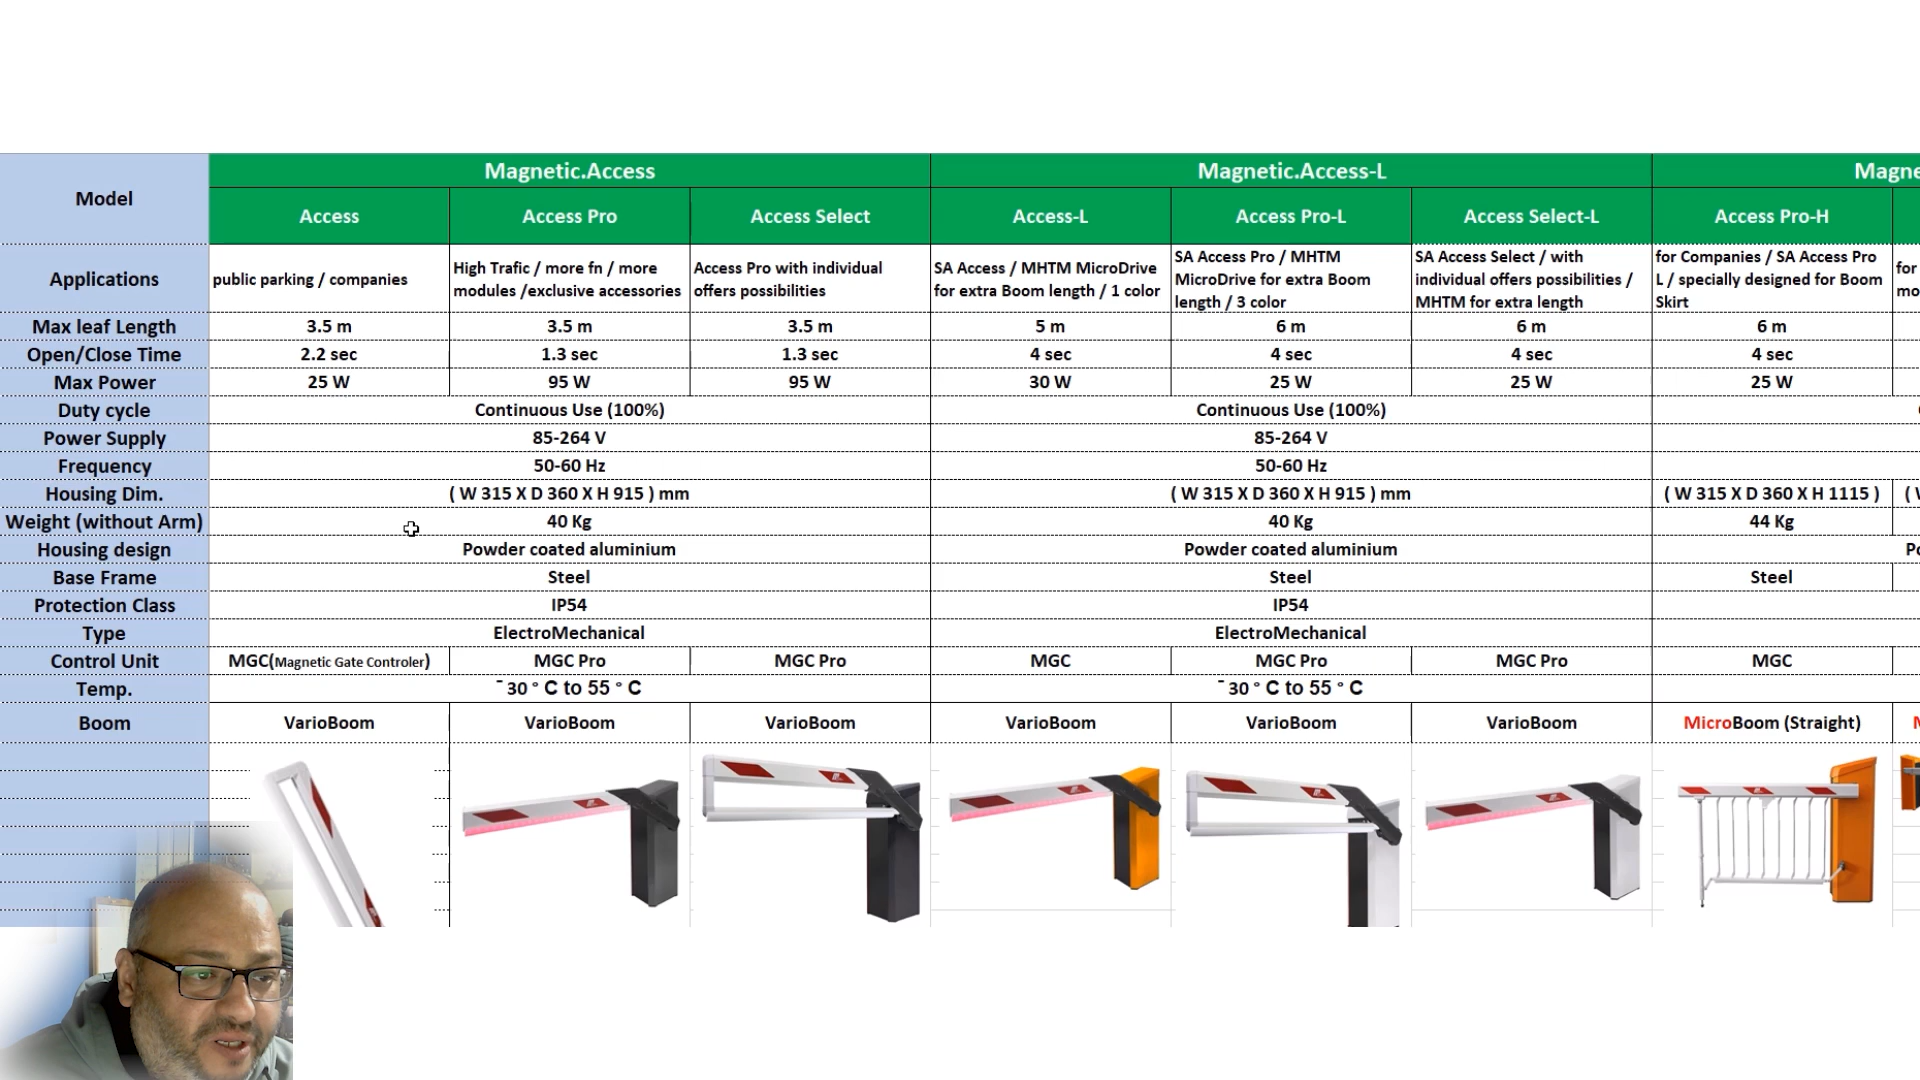 Model
Magnetic.Access
Magnetic.Access-L
Magne
Access
Access Pro
Access Select
Access-L
Access Pro-L
Access Select-L
Access Pro-H
Applications
public parking / companies
High Trafic / more fn / more
modules /exclusive accessories
Access Pro with individual
offers possibilities
SA Access / MHTM MicroDrive
for extra Boom length / 1 color
SA Access Pro / MHTM
MicroDrive for extra Boom
length / 3 color
SA Access Select / with
individual offers possibilities /
MHTM for extra length
for Companies / SA Access Pro
L / specially designed for Boom
Skirt
for
mo
Max leaf Length
3.5 m
3.5 m
3.5 m
5 m
6 m
6 m
6 m
Open/Close Time
2.2 sec
1.3 sec
1.3 sec
4 sec
4 sec
4 sec
4 sec
Max Power
25 W
95 W
95 W
30 W
25 W
25 W
25 W
Duty cycle
Continuous Use (100%)
Continuous Use (100%)
Power Supply
85-264 V
85-264 V
Frequency
50-60 Hz
50-60 Hz
Housing Dim.
( W 315 X D 360 X H 915 ) mm
( W 315 X D 360 X H 915 ) mm
( W 315 X D 360 X H 1115 )
Weight (without Arm)
40 Kg
40 Kg
44 Kg
Housing design
Powder coated aluminium
Powder coated aluminium
Base Frame
Steel
Steel
Steel
Protection Class
IP54
IP54
Type
ElectroMechanical
ElectroMechanical
Control Unit
MGC(Magnetic Gate Controler)
MGC Pro
MGC Pro
MGC
MGC Pro
MGC Pro
MGC
Temp.
‾ 30 ° C to 55 ° C
‾ 30 ° C to 55 ° C
Boom
VarioBoom
VarioBoom
VarioBoom
VarioBoom
VarioBoom
VarioBoom
MicroBoom (Straight)